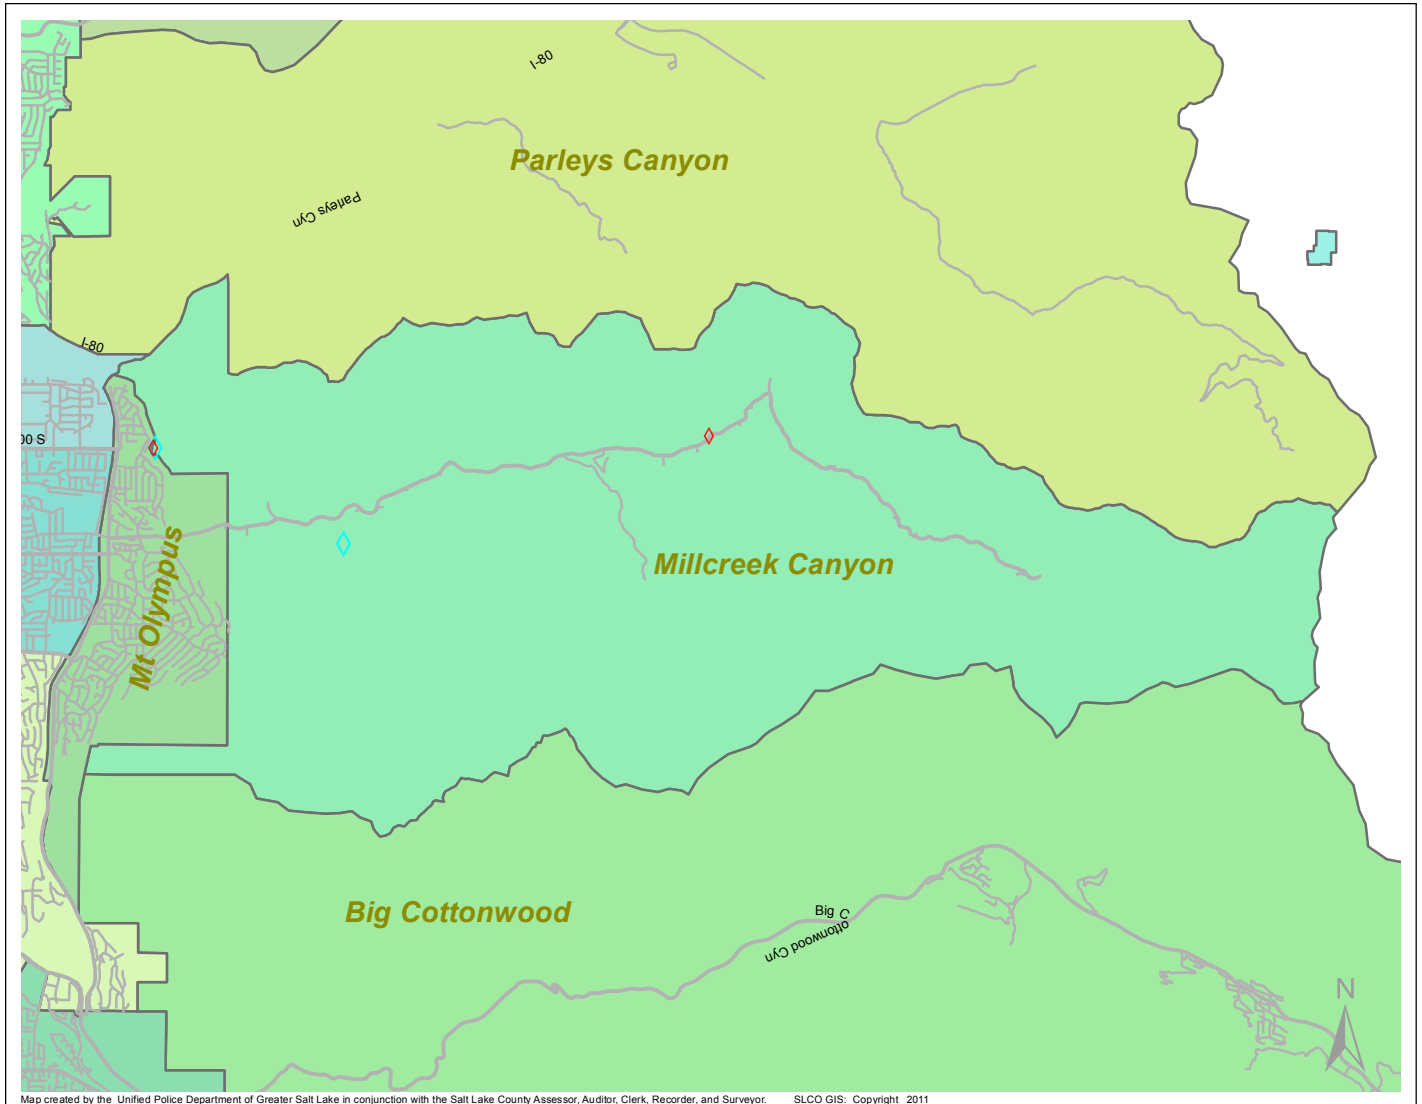 I-80
Parleys Canyon
Parleys Cyn
I-80
00 S
Mt Olympus
Millcreek Canyon
Big Cottonwood
Big C
ottonwood Cyn
N
Map created by the Unified Police Department of Greater Salt Lake in conjunction with the Salt Lake County Assessor, Auditor, Clerk, Recorder, and Surveyor. SLCO GIS: Copyright 2011